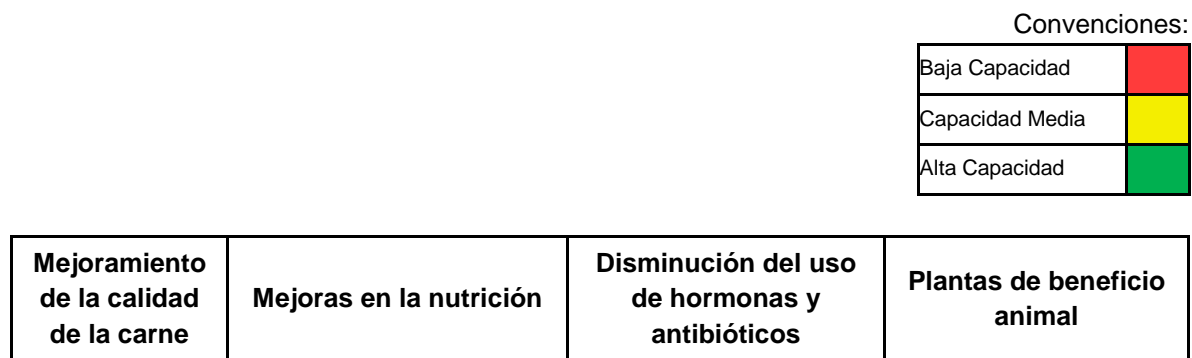 Convenciones:
Baja Capacidad
Capacidad Media
Alta Capacidad
Mejoramiento
de la calidad
de la carne
Mejoras en la nutrición
Disminución del uso
de hormonas y
antibióticos
Plantas de beneficio
animal